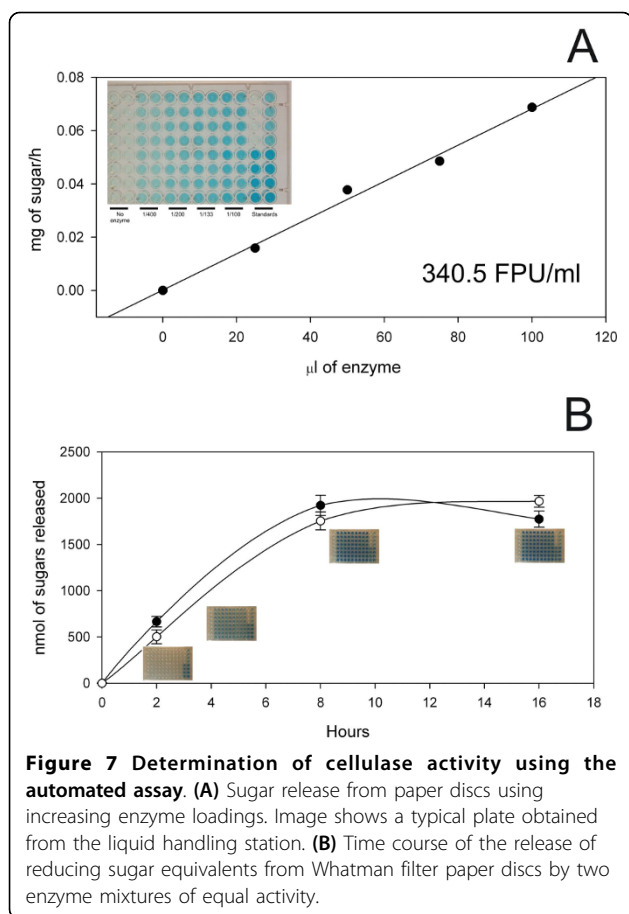 A
0.08
0.06
0.04
0.02
0.00
mg of sugar/h
No enzyme
1/400
1/200
1/133
1/100
Standards
340.5 FPU/ml
0 20 40 60 80 100 120
µl of enzyme
B
2500
2000
1500
1000
500
0
nmol of sugars released
0 2 4 6 8 10 12 14 16 18
Hours
Figure 7 Determination of cellulase activity using the
automated assay. (A) Sugar release from paper discs using
increasing enzyme loadings. Image shows a typical plate obtained
from the liquid handling station. (B) Time course of the release of
reducing sugar equivalents from Whatman filter paper discs by two
enzyme mixtures of equal activity.